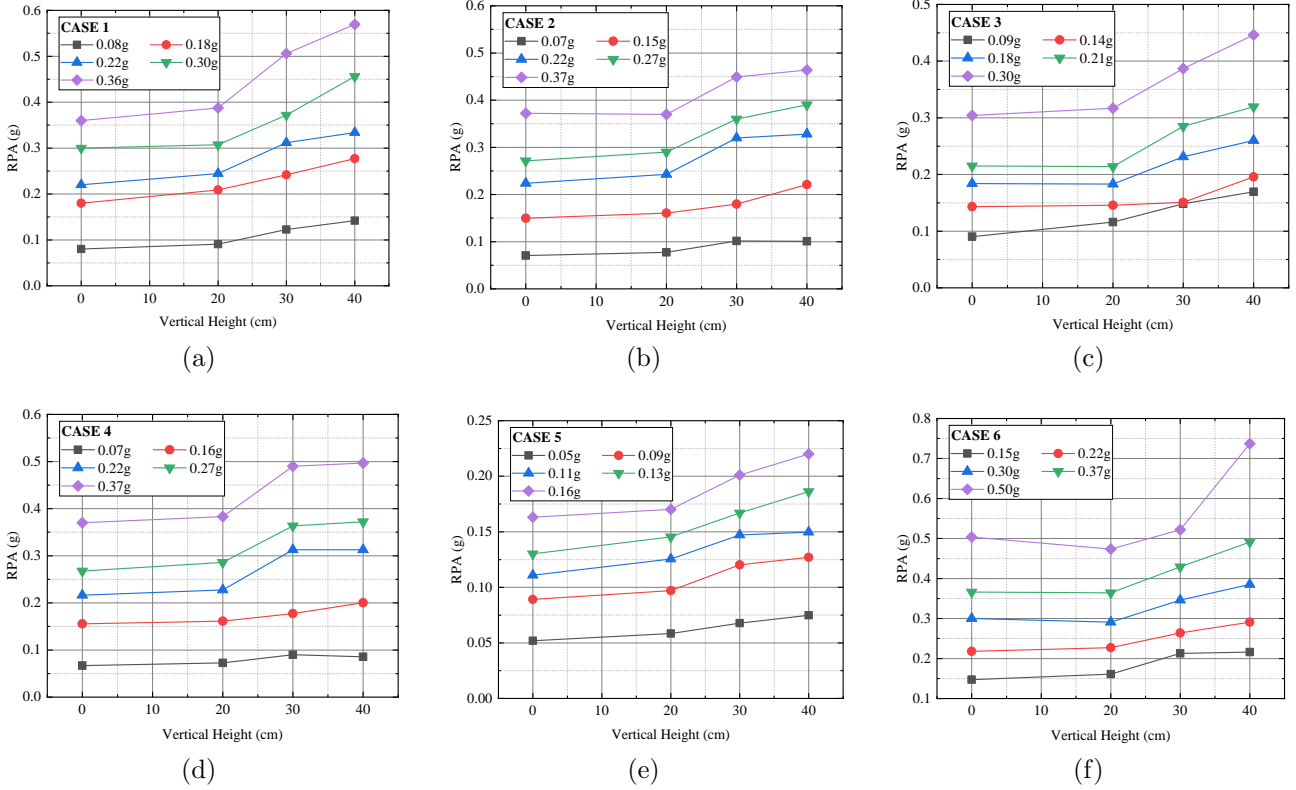 CASE 1
0.08g 0.18g
0.22g 0.30g
0.36g
0.6
0.5
0.4
0.3
0.2
0.1
0.0
RPA (g)
0 10 20 30 40
Vertical Height (cm)
(a)
CASE 2
0.07g 0.15g
0.22g 0.27g
0.37g
0.6
0.5
0.4
0.3
0.2
0.1
0.0
RPA (g)
0 10 20 30 40
Vertical Height (cm)
(b)
CASE 3
0.09g 0.14g
0.18g 0.21g
0.30g
0.5
0.4
0.3
0.2
0.1
0.0
RPA (g)
0 10 20 30 40
Vertical Height (cm)
(c)
CASE 4
0.07g 0.16g
0.22g 0.27g
0.37g
0.6
0.5
0.4
0.3
0.2
0.1
0.0
RPA (g)
0 10 20 30 40
Vertical Height (cm)
(d)
CASE 5
0.05g 0.09g
0.11g 0.13g
0.16g
0.25
0.20
0.15
0.10
0.05
0.00
RPA (g)
0 10 20 30 40
Vertical Height (cm)
(e)
CASE 6
0.15g 0.22g
0.30g 0.37g
0.50g
0.8
0.7
0.6
0.5
0.4
0.3
0.2
0.1
RPA (g)
0 10 20 30 40
Vertical Height (cm)
(f)